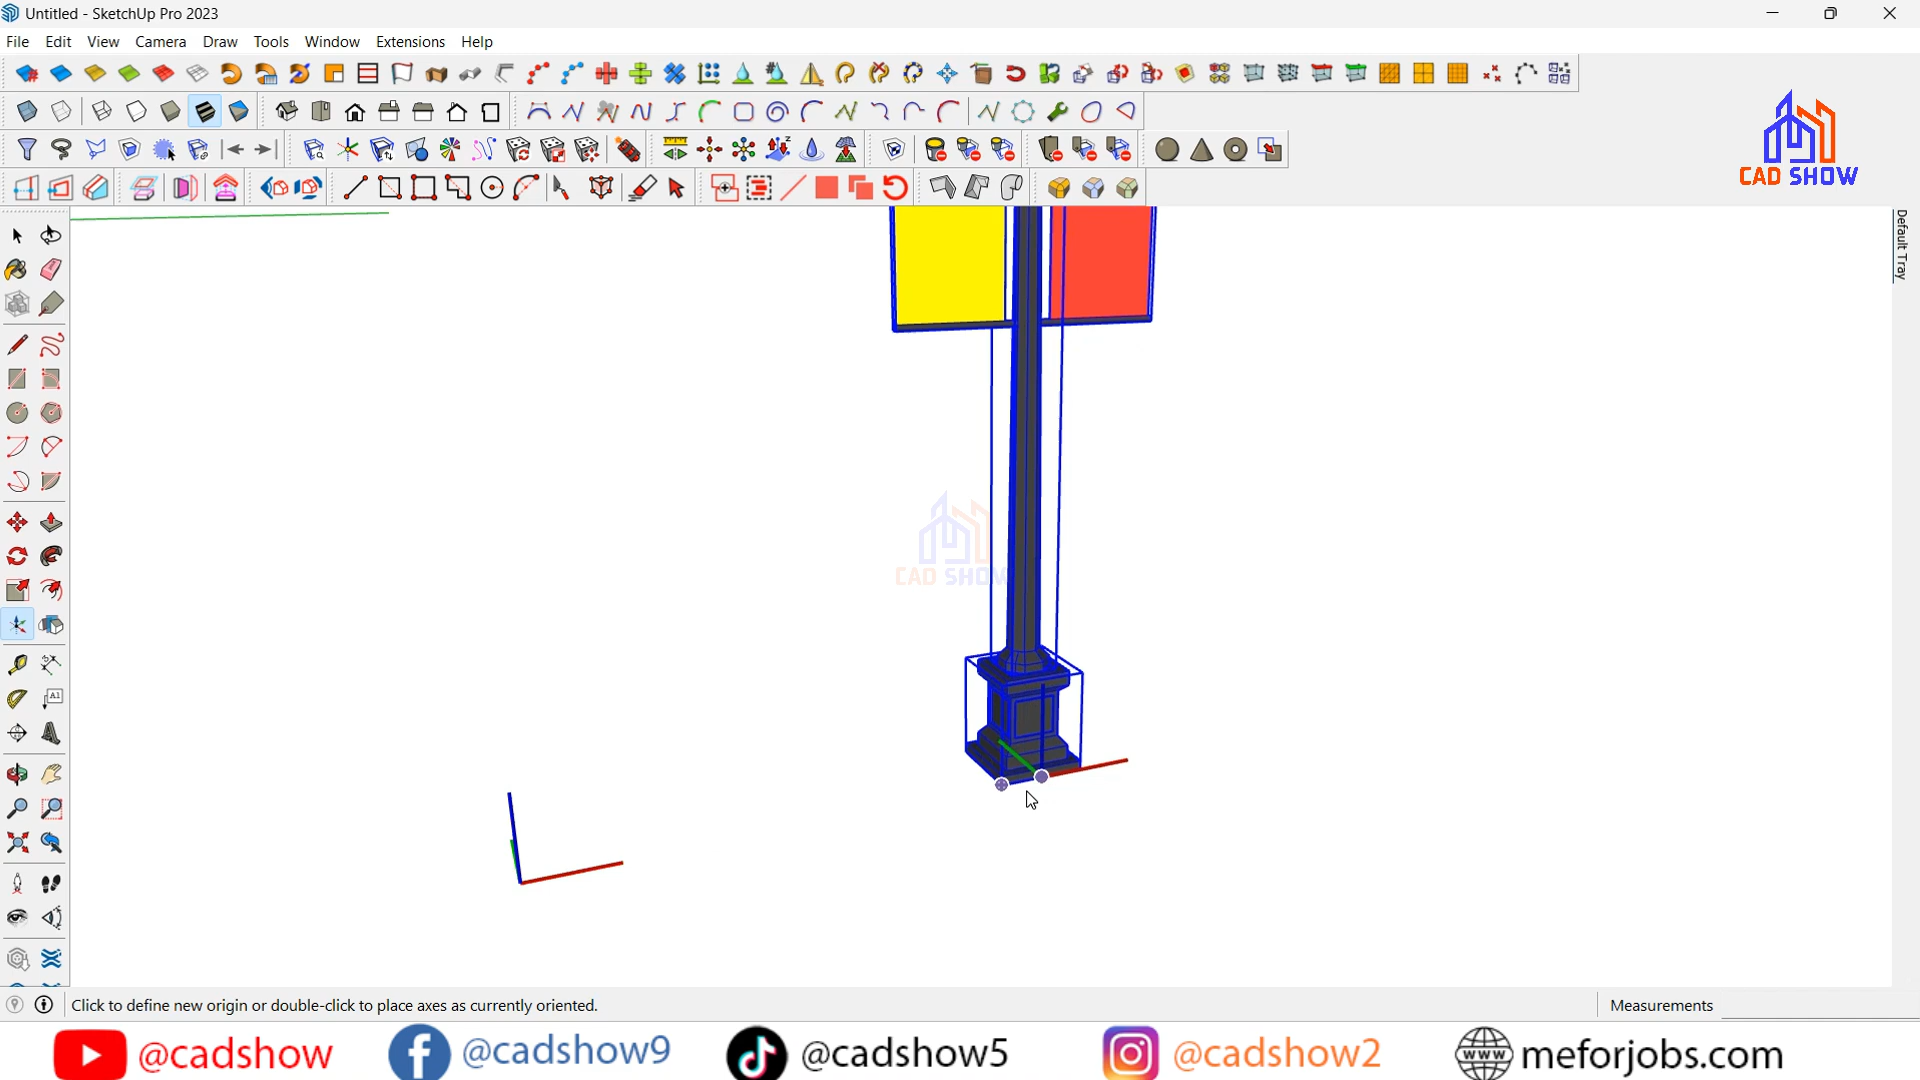 Untitled - SketchUp Pro 2023
File Edit View Camera Draw Tools Window Extensions Help
CAD SHOW
Default Tray
A1
CAD SHOW
Click to define new origin or double-click to place axes as currently oriented.
Measurements
@cadshow
@cadshow9
@cadshow5
@cadshow2
www
meforjobs.com